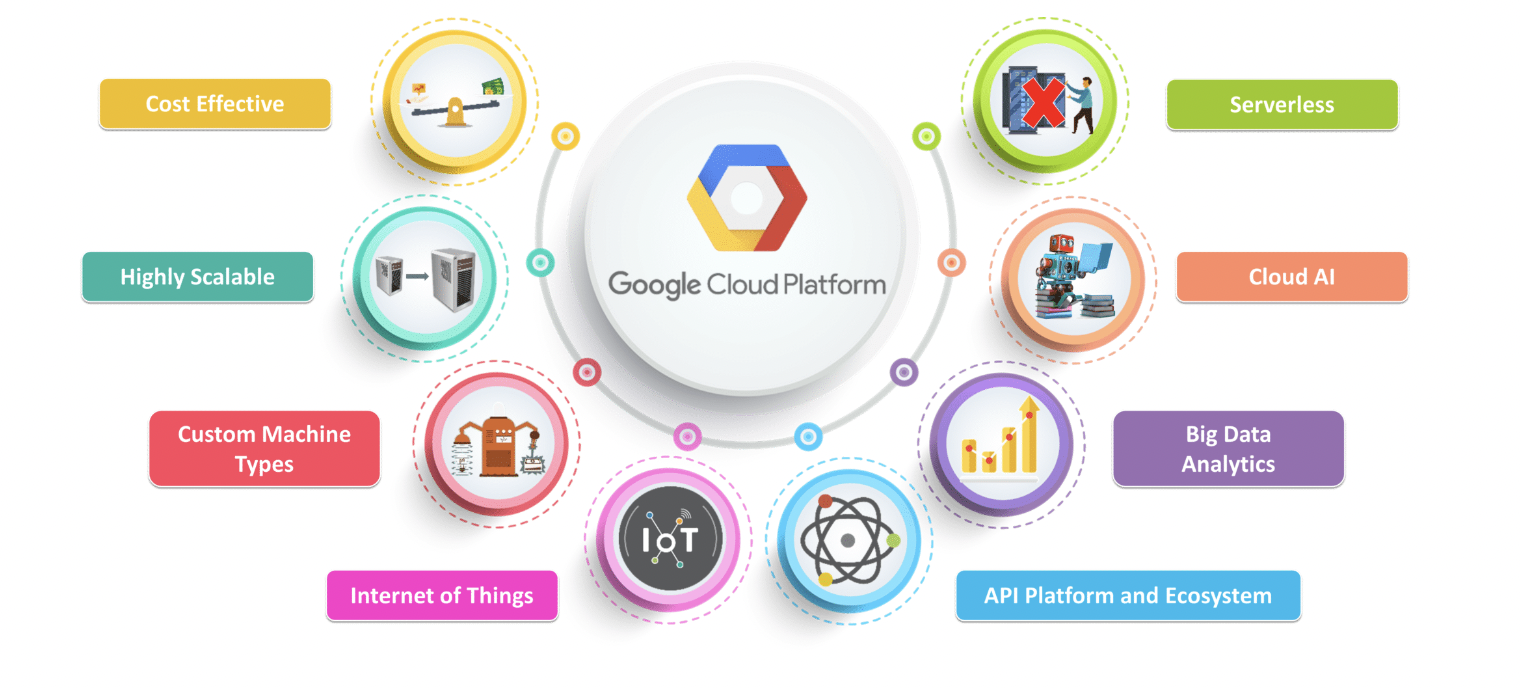 Cost Effective
Serverless
Google Cloud Platform
Highly Scalable
Cloud AI
Custom Machine
Types
Big Data
Analytics
IoT
Internet of Things
API Platform and Ecosystem